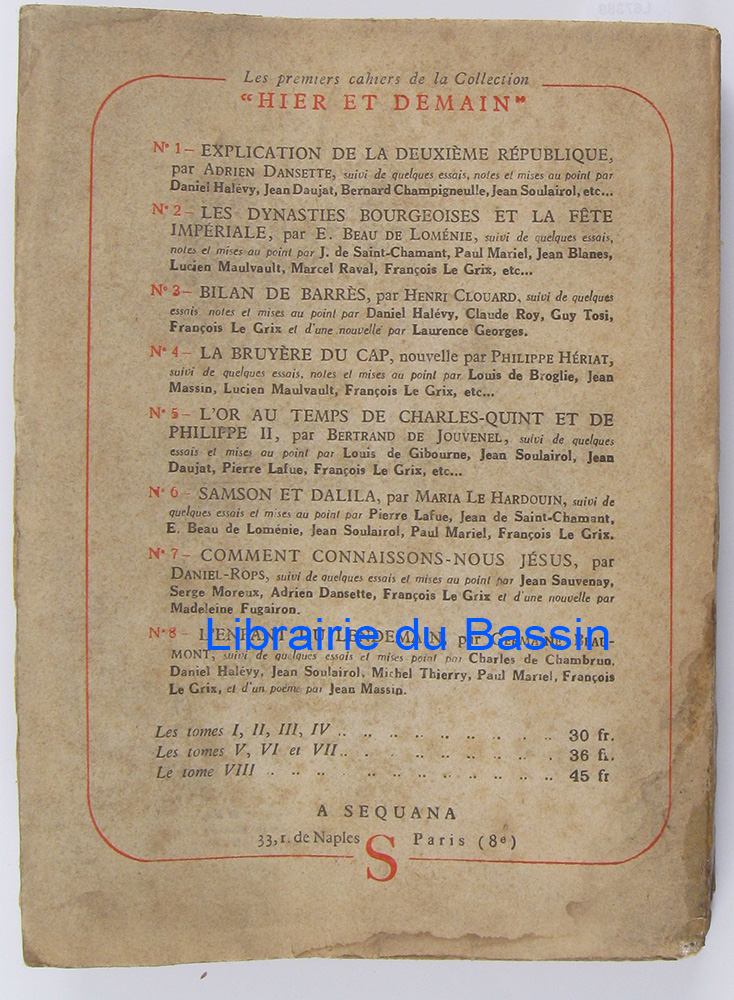 L67389
Les premiers cahiers de la Collection
"HIER ET DEMAIN"
N° 1 – EXPLICATION DE LA DEUXIÈME RÉPUBLIQUE,
par ADRIEN DANSETTE, suivi de quelques essais, notes et mises au point par
Daniel Halévy, Jean Daujat, Bernard Champigneulle, Jean Soulairol, etc...
N° 2 – LES DYNASTIES BOURGEOISES ET LA FÊTE
IMPÉRIALE, par E. BEAU DE LOMÉNIE, suivi de quelques essais,
notes et mises au point par J. de Saint-Chamant, Paul Mariel, Jean Blanes,
Lucien Maulvault, Marcel Raval, François Le Grix, etc...
N° 3 – BILAN DE BARRÈS, par HENRI CLOUARD, suivi de quelques
essais, notes et mises au point par Daniel Halévy, Claude Roy, Guy Tosi,
François Le Grix et d'une nouvelle par Laurence Georges.
N° 4 – LA BRUYÈRE DU CAP, nouvelle par PHILIPPE HÉRIAT,
suivi de quelques essais, notes et mises au point par Louis de Broglie, Jean
Massin, Lucien Maulvault, François Le Grix, etc...
N° 5 – L'OR AU TEMPS DE CHARLES-QUINT ET DE
PHILIPPE II, par BERTRAND DE JOUVENEL, suivi de quelques
essais et mises au point par Louis de Gibourne, Jean Soulairol, Jean
Daujat, Pierre Lafue, François Le Grix, etc...
N° 6 – SAMSON ET DALILA, par MARIA LE HARDOUIN, suivi de
quelques essais et mises au point par Pierre Lafue, Jean de Saint-Chamant,
E. Beau de Loménie, Jean Soulairol, Paul Mariel, François Le Grix.
N° 7 – COMMENT CONNAISSONS-NOUS JÉSUS, par
DANIEL-ROPS, suivi de quelques essais et mises au point par Jean Sauvenay,
Serge Moreux, Adrien Dansette, François Le Grix et d'une nouvelle par
Madeleine Fugairon.
N° 8 – L'ENFANT DU LENDEMAIN, par GERMAINE BEAU-
MONT, suivi de quelques essais et mises point par Charles de Chambrun,
Daniel Halévy, Jean Soulairol, Michel Thierry, Paul Mariel, François
Le Grix, et d'un poème par Jean Massin.
Librairie du Bassin
Les tomes I, II, III, IV .. .. .. .. .. .. .. .. 30 fr.
Les tomes V, VI et VII .. .. .. .. .. .. .. 36 fr.
Le tome VIII .. .. .. .. .. .. .. .. .. .. 45 fr
A SEQUANA
33, r. de Naples S Paris (8e)